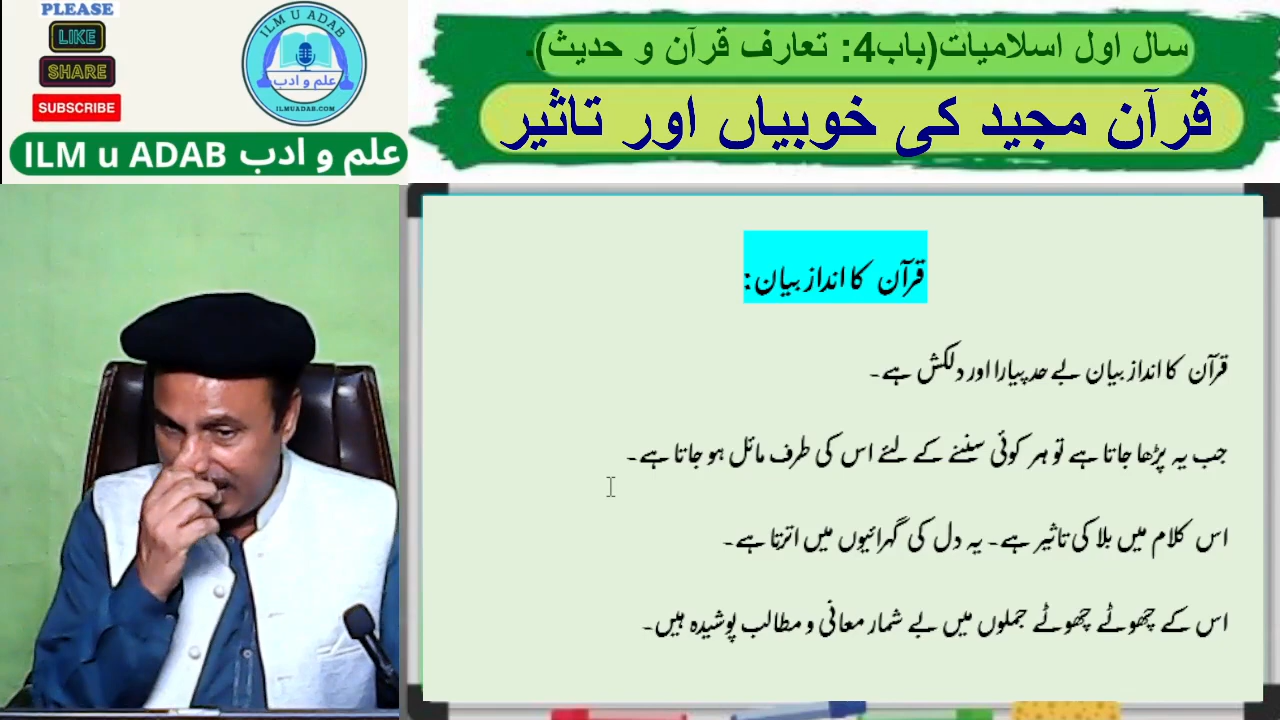 PLEASE
LIKE
SHARE
SUBSCRIBE
ILM U ADAB
علم و ادب
ILMUADAB.COM
ILM u ADAB علم و ادب
سال اول اسلامیات(باب4: تعارف قرآن و حدیث).
قرآن مجید کی خوبیاں اور تاثیر
قرآن کا انداز بیان:
قرآن کا انداز بیان بے حد پیارا اور دلکش ہے۔
جب یہ پڑھا جاتا ہے تو ہر کوئی سننے کے لئے اس کی طرف مائل ہو جاتا ہے۔
اس کلام میں بلا کی تاثیر ہے۔ یہ دل کی گہرائیوں میں اترتا ہے۔
اس کے چھوٹے چھوٹے جملوں میں بے شمار معانی و مطالب پوشیدہ ہیں۔